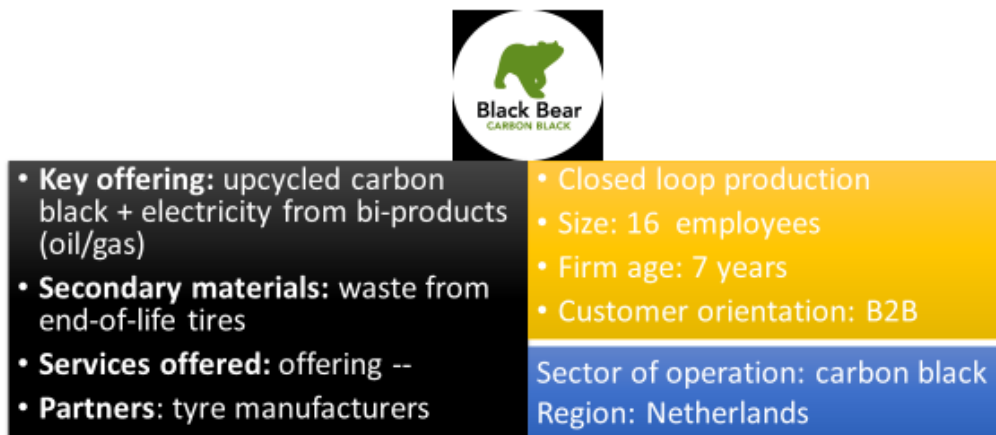 Black Bear
CARBON BLACK
• Key offering: upcycled carbon
black + electricity from bi-products
(oil/gas)
• Secondary materials: waste from
end-of-life tires
• Services offered: offering --
• Partners: tyre manufacturers
• Closed loop production
• Size: 16 employees
• Firm age: 7 years
• Customer orientation: B2B
Sector of operation: carbon black
Region: Netherlands